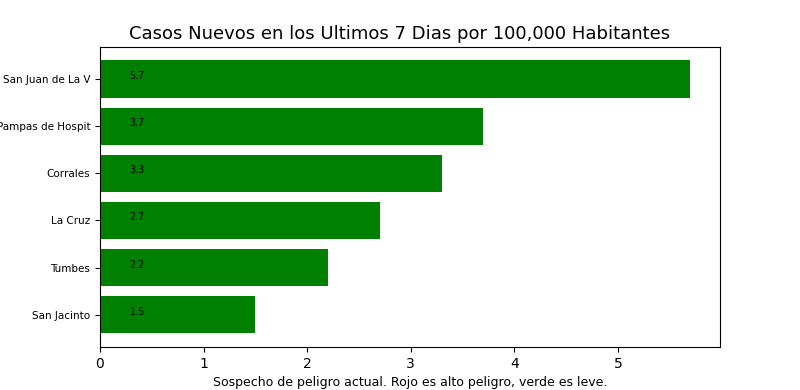 Casos Nuevos en los Ultimos 7 Dias por 100,000 Habitantes
San Juan de La V 5.7
Pampas de Hospit 3.7
Corrales 3.3
La Cruz 2.7
Tumbes 2.2
San Jacinto 1.5
0 1 2 3 4 5
Sospecho de peligro actual. Rojo es alto peligro, verde es leve.